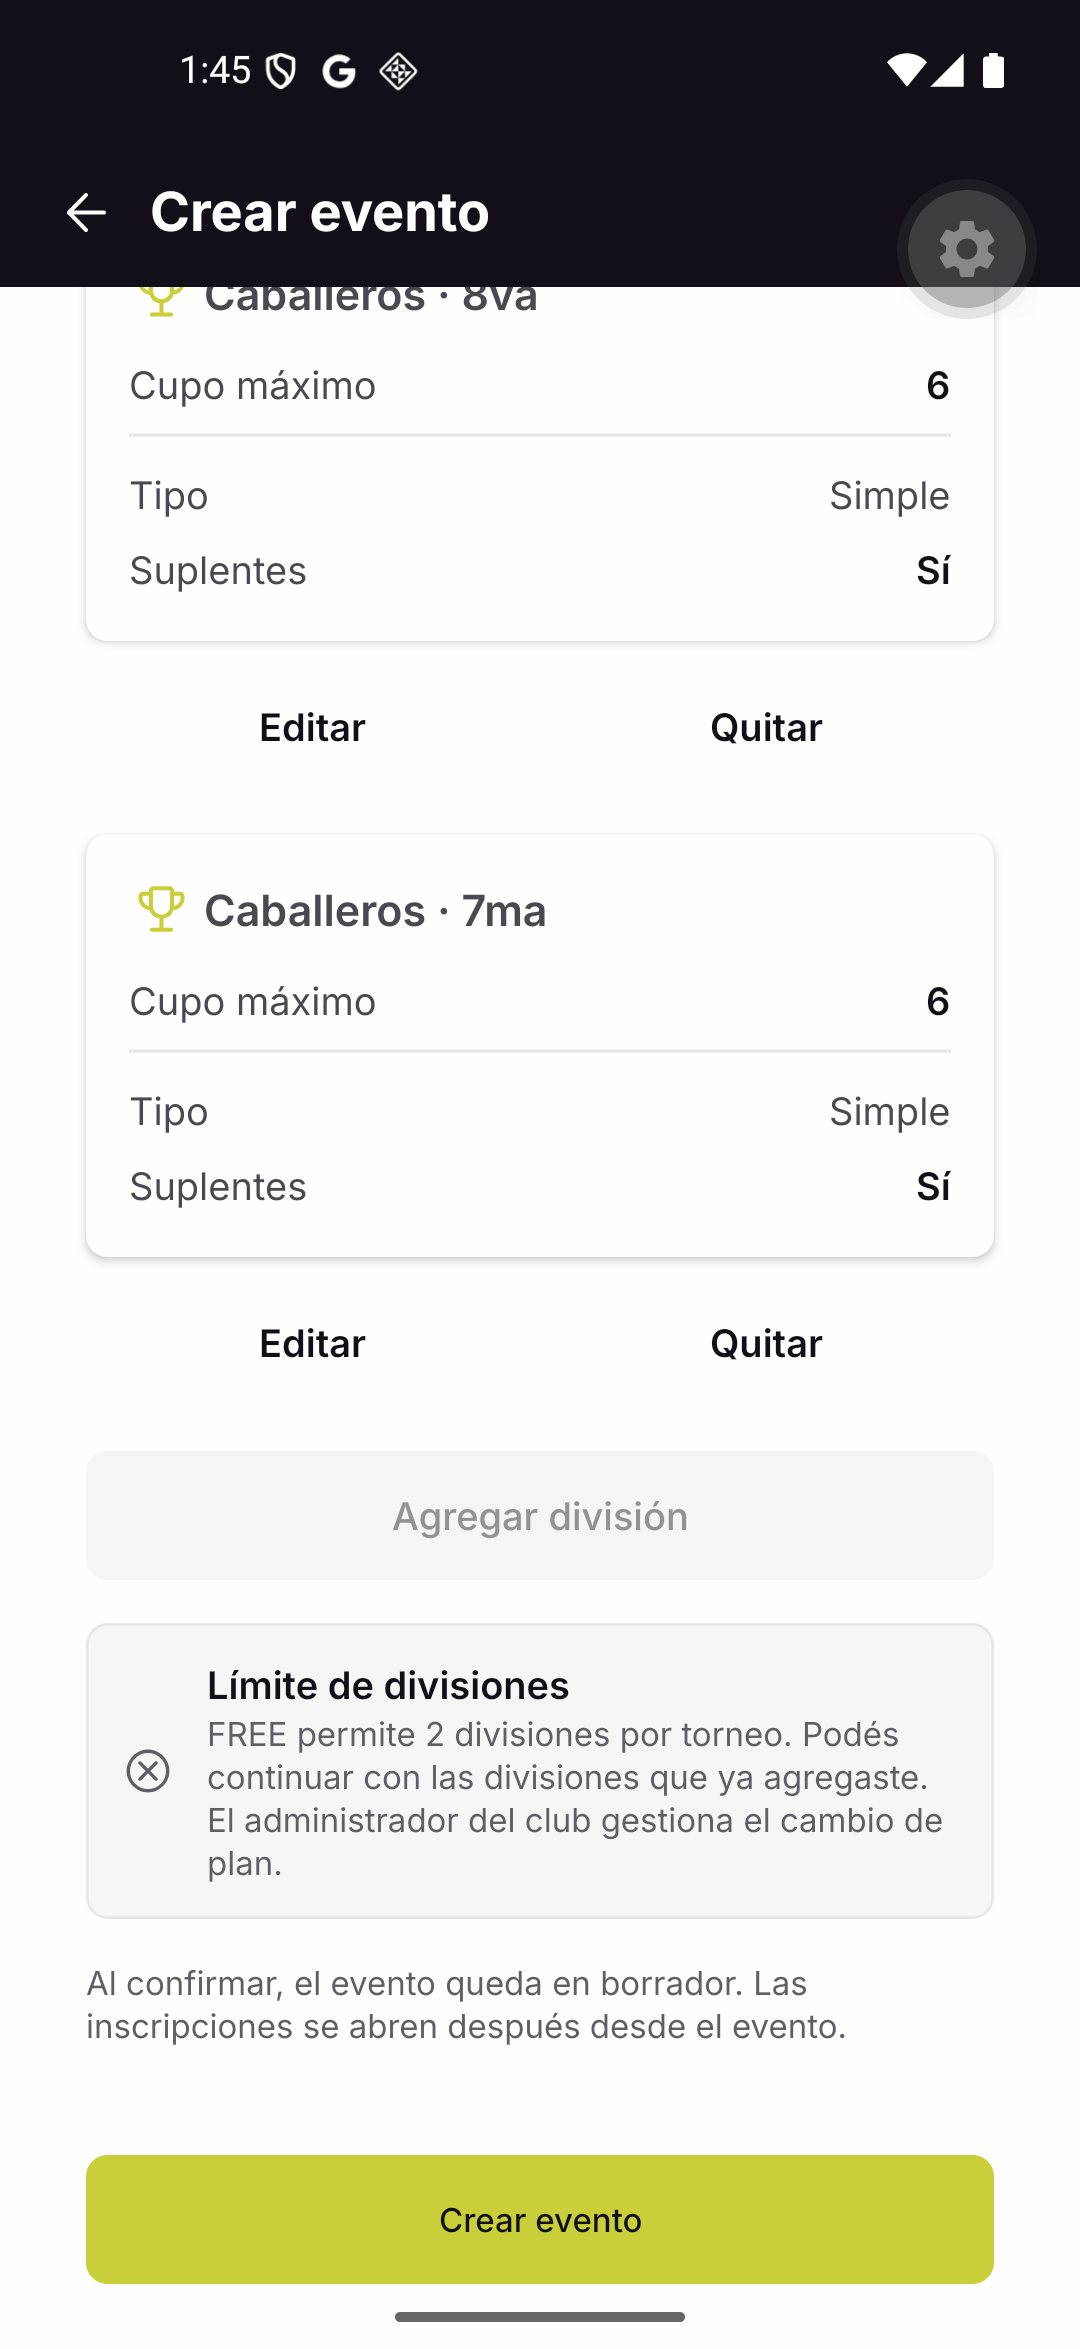 1:45
Crear evento
Caballeros · 8va
Cupo máximo 6
Tipo Simple
Suplentes Sí
Editar Quitar
Caballeros · 7ma
Cupo máximo 6
Tipo Simple
Suplentes Sí
Editar Quitar
Agregar división
Límite de divisiones
FREE permite 2 divisiones por torneo. Podés
continuar con las divisiones que ya agregaste.
El administrador del club gestiona el cambio de
plan.
Al confirmar, el evento queda en borrador. Las
inscripciones se abren después desde el evento.
Crear evento